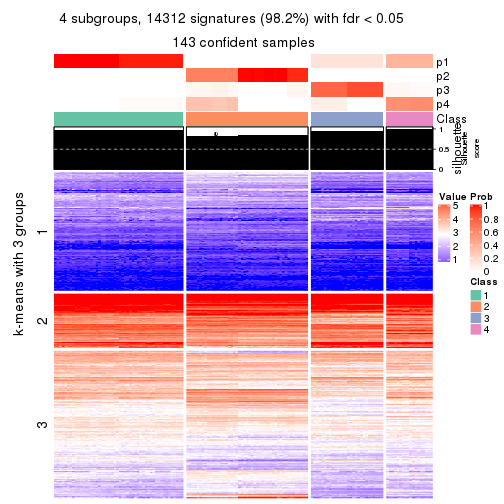 4 subgroups, 14312 signatures (98.2%) with fdr < 0.05
143 confident samples
p1
p2
p3
p4
Class
1
0.5
0
silhouette
Silhouette
score
k-means with 3 groups
1
2
3
Value
5
4
3
2
1
Prob
1
0.8
0.6
0.4
0.2
0
Class
1
2
3
4